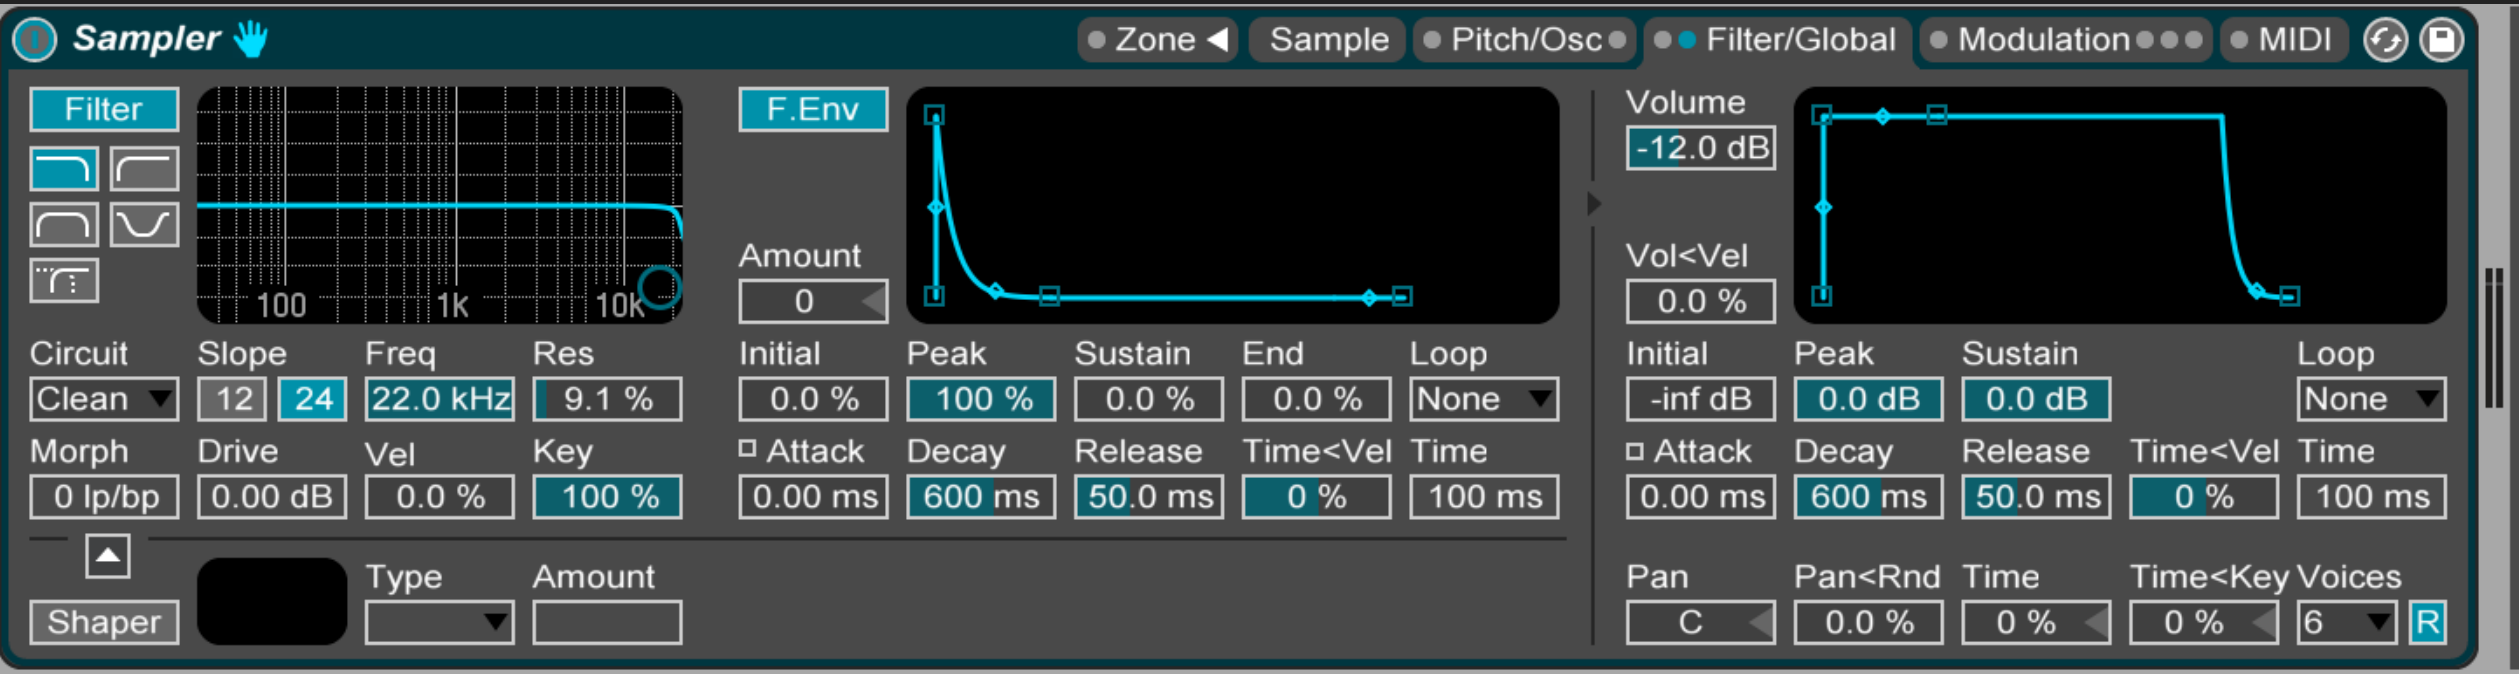 Sampler Zone Sample Pitch/Osc Filter/Global Modulation MIDI
Filter
100 1k 10k
Circuit Slope Freq Res
Clean 12 24 22.0 kHz 9.1 %
Morph Drive Vel Key
0 lp/bp 0.00 dB 0.0 % 100 %
Shaper Type Amount
F.Env
Amount
0
Initial Peak Sustain End Loop
0.0 % 100 % 0.0 % 0.0 % None
Attack Decay Release Time<Vel Time
0.00 ms 600 ms 50.0 ms 0 % 100 ms
Volume
-12.0 dB
Vol<Vel
0.0 %
Initial Peak Sustain Loop
-inf dB 0.0 dB 0.0 dB None
Attack Decay Release Time<Vel Time
0.00 ms 600 ms 50.0 ms 0 % 100 ms
Pan Pan<Rnd Time Time<Key Voices
C 0.0 % 0 % 0 % 6 R